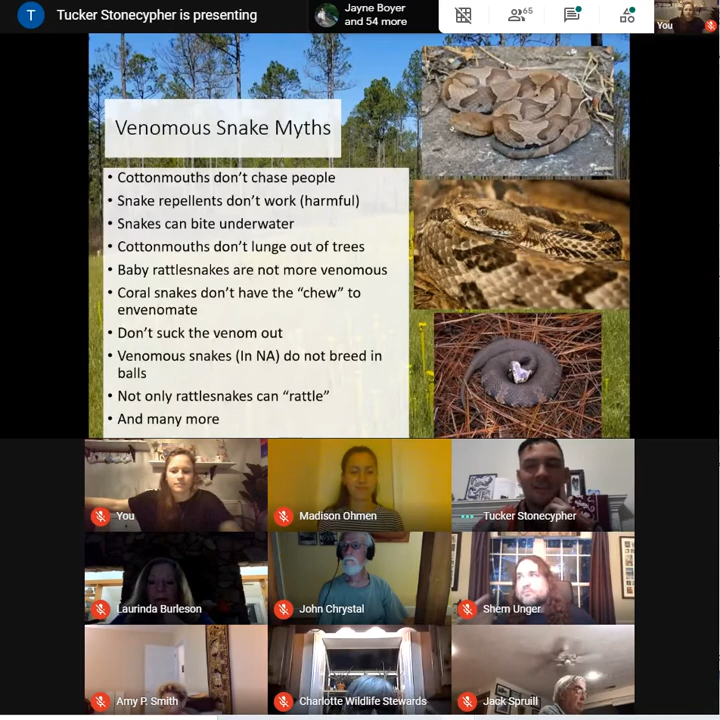 T
Tucker Stonecypher is presenting
Jayne Boyer
and 54 more
65
You
Venomous Snake Myths
• Cottonmouths don't chase people
• Snake repellents don't work (harmful)
• Snakes can bite underwater
• Cottonmouths don't lunge out of trees
• Baby rattlesnakes are not more venomous
• Coral snakes don't have the “chew” to
envenomate
• Don't suck the venom out
• Venomous snakes (In NA) do not breed in
balls
• Not only rattlesnakes can “rattle”
• And many more
You
Madison Ohmen
Tucker Stonecypher
Laurinda Burleson
John Chrystal
Shem Unger
Amy P. Smith
Charlotte Wildlife Stewards
Jack Spruill